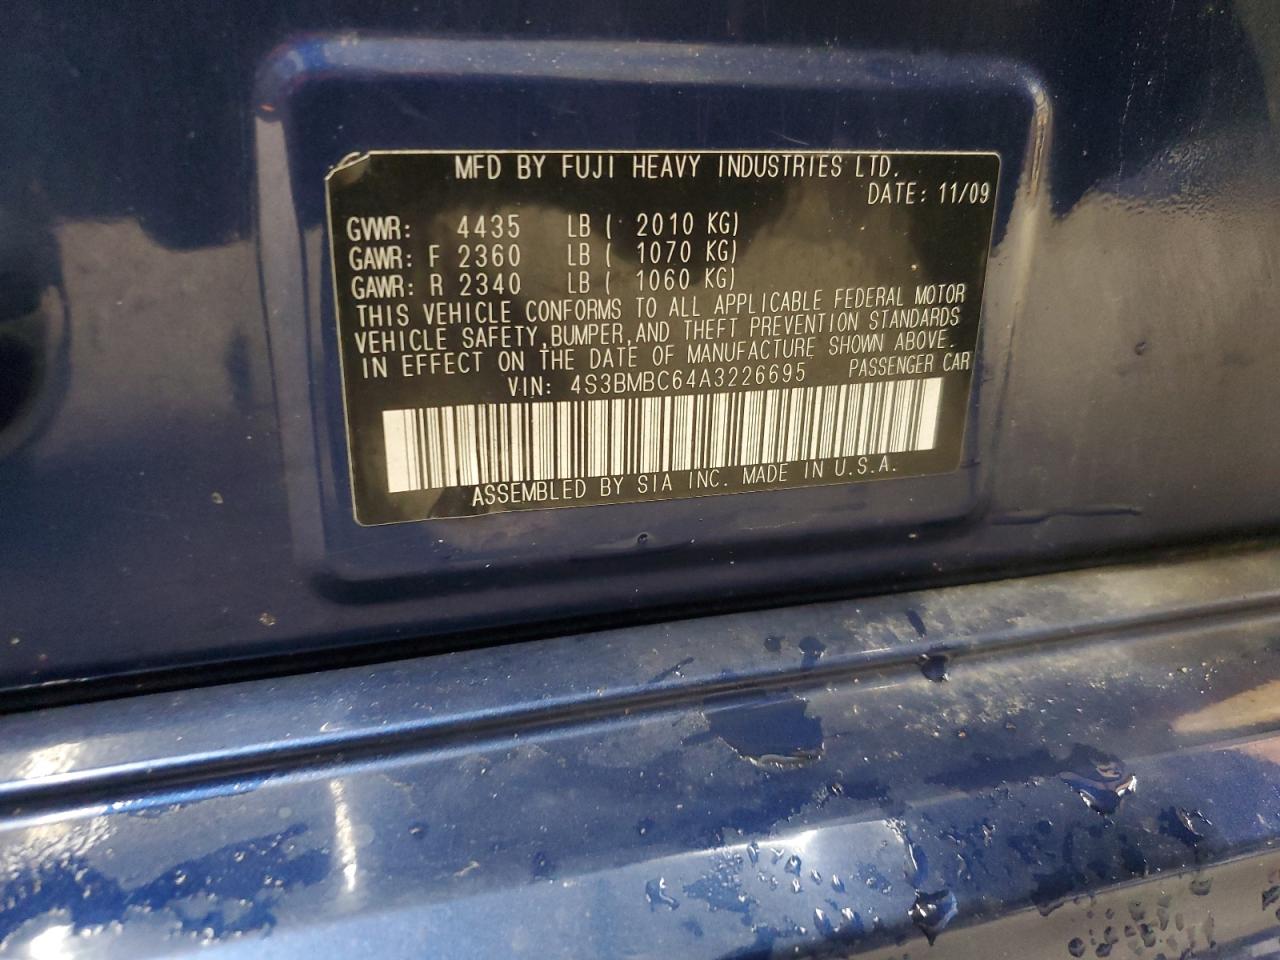 MFD BY FUJI HEAVY INDUSTRIES LTD.
DATE: 11/09
GVWR: 4435 LB ( 2010 KG)
GAWR: F 2360 LB ( 1070 KG)
GAWR: R 2340 LB ( 1060 KG)
THIS VEHICLE CONFORMS TO ALL APPLICABLE FEDERAL MOTOR
VEHICLE SAFETY,BUMPER,AND THEFT PREVENTION STANDARDS
IN EFFECT ON THE DATE OF MANUFACTURE SHOWN ABOVE.
VIN: 4S3BMBC64A3226695 PASSENGER CAR
ASSEMBLED BY SIA INC. MADE IN U.S.A.